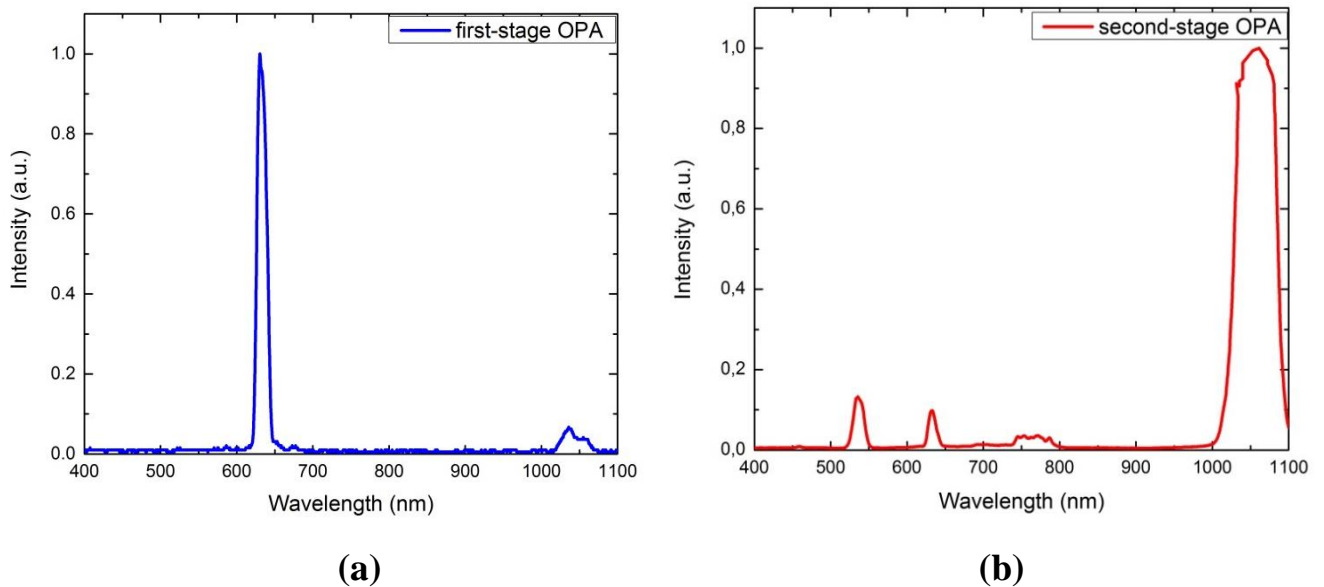 first-stage OPA
1.0
0.8
0.6
0.4
0.2
0.0
Intensity (a.u.)
400 500 600 700 800 900 1000 1100
Wavelength (nm)
(a)
second-stage OPA
1,0
0,8
0,6
0,4
0,2
0,0
Intensity (a.u.)
400 500 600 700 800 900 1000 1100
Wavelength (nm)
(b)